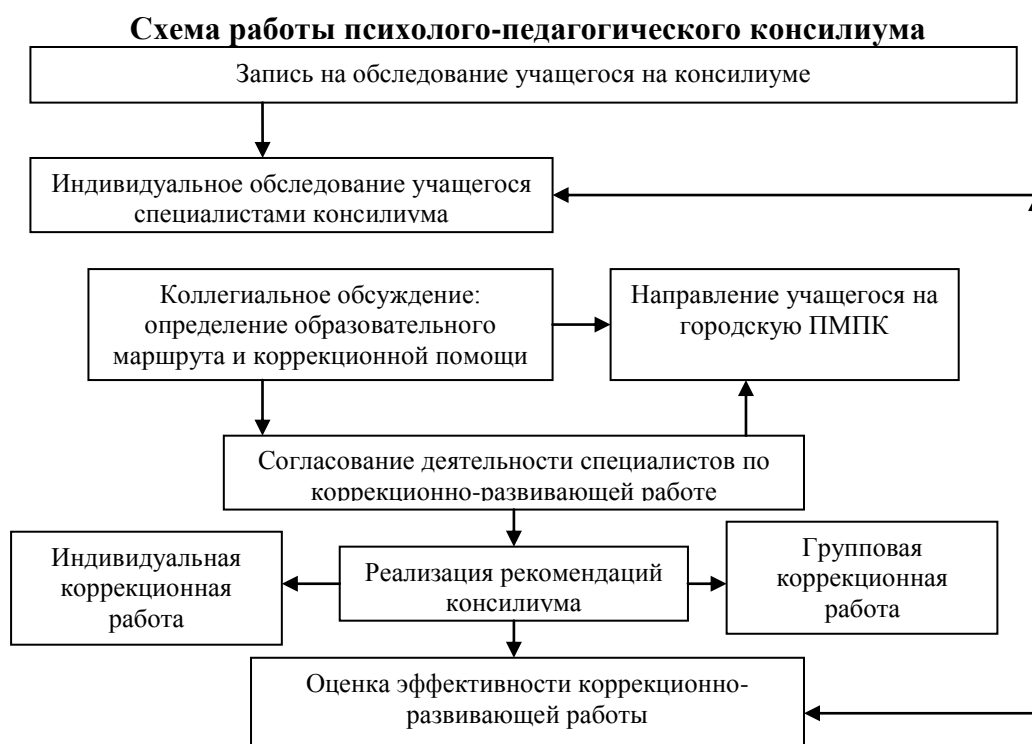 Схема работы психолого-педагогического консилиума
Запись на обследование учащегося на консилиуме
Индивидуальное обследование учащегося
специалистами консилиума
Коллегиальное обсуждение:
определение образовательного
маршрута и коррекционной помощи
Направление учащегося на
городскую ПМПК
Согласование деятельности специалистов по
коррекционно-развивающей работе
Индивидуальная
коррекционная
работа
Реализация рекомендаций
консилиума
Групповая
коррекционная
работа
Оценка эффективности коррекционно-
развивающей работы